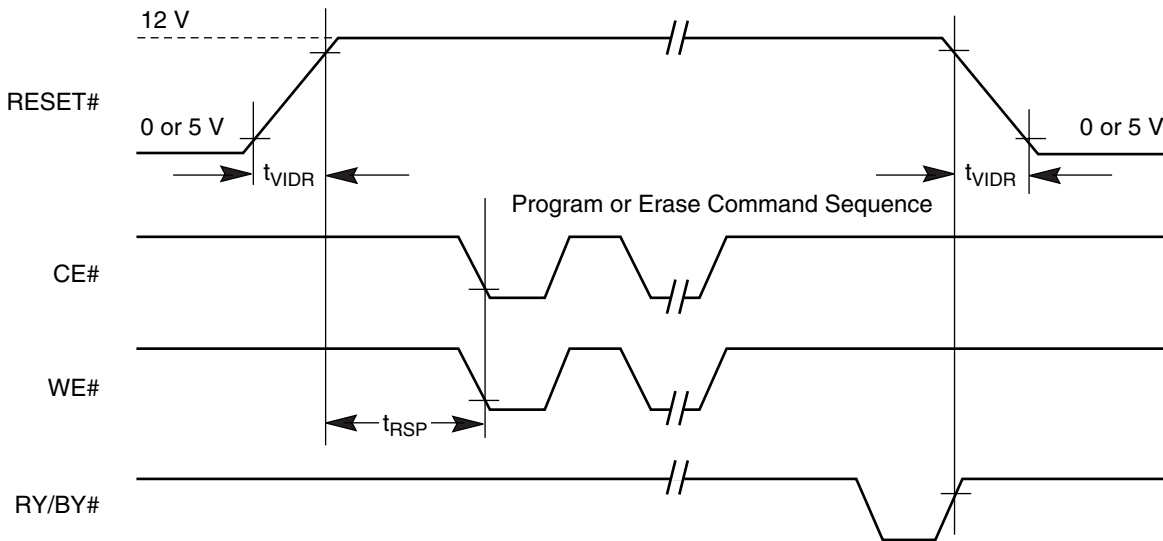 12 V
RESET#
0 or 5 V
0 or 5 V
tVIDR
tVIDR
Program or Erase Command Sequence
CE#
WE#
tRSP
RY/BY#